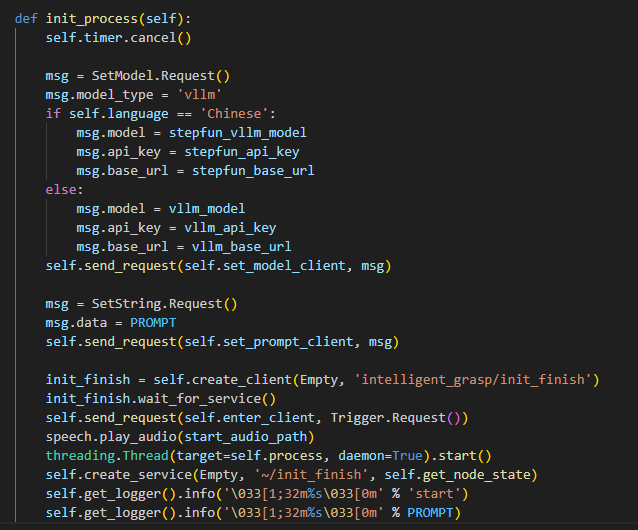 def init_process(self):
    self.timer.cancel()

    msg = SetModel.Request()
    msg.model_type = 'vllm'
    if self.language == 'Chinese':
        msg.model = stepfun_vllm_model
        msg.api_key = stepfun_api_key
        msg.base_url = stepfun_base_url
    else:
        msg.model = vllm_model
        msg.api_key = vllm_api_key
        msg.base_url = vllm_base_url
    self.send_request(self.set_model_client, msg)

    msg = SetString.Request()
    msg.data = PROMPT
    self.send_request(self.set_prompt_client, msg)

    init_finish = self.create_client(Empty, 'intelligent_grasp/init_finish')
    init_finish.wait_for_service()
    self.send_request(self.enter_client, Trigger.Request())
    speech.play_audio(start_audio_path)
    threading.Thread(target=self.process, daemon=True).start()
    self.create_service(Empty, '~/init_finish', self.get_node_state)
    self.get_logger().info('\033[1;32m%s\033[0m' % 'start')
    self.get_logger().info('\033[1;32m%s\033[0m' % PROMPT)